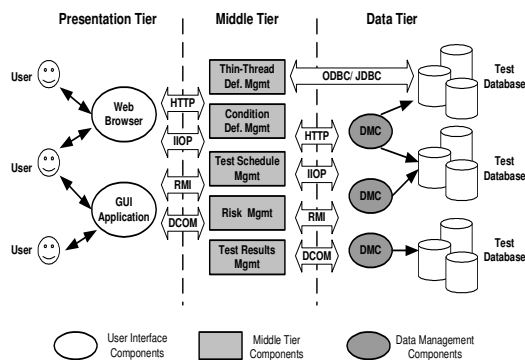 Presentation Tier
Middle Tier
Data Tier
User
User
User
Web
Browser
GUI
Application
HTTP
IIOP
RMI
DCOM
Thin-Thread
Def. Mgmt
Condition
Def. Mgmt
Test Schedule
Mgmt
Risk Mgmt
Test Results
Mgmt
ODBC/ JDBC
HTTP
IIOP
RMI
DCOM
DMC
DMC
DMC
Test
Database
Test
Database
Test
Database
User Interface
Components
Middle Tier
Components
Data Management
Components